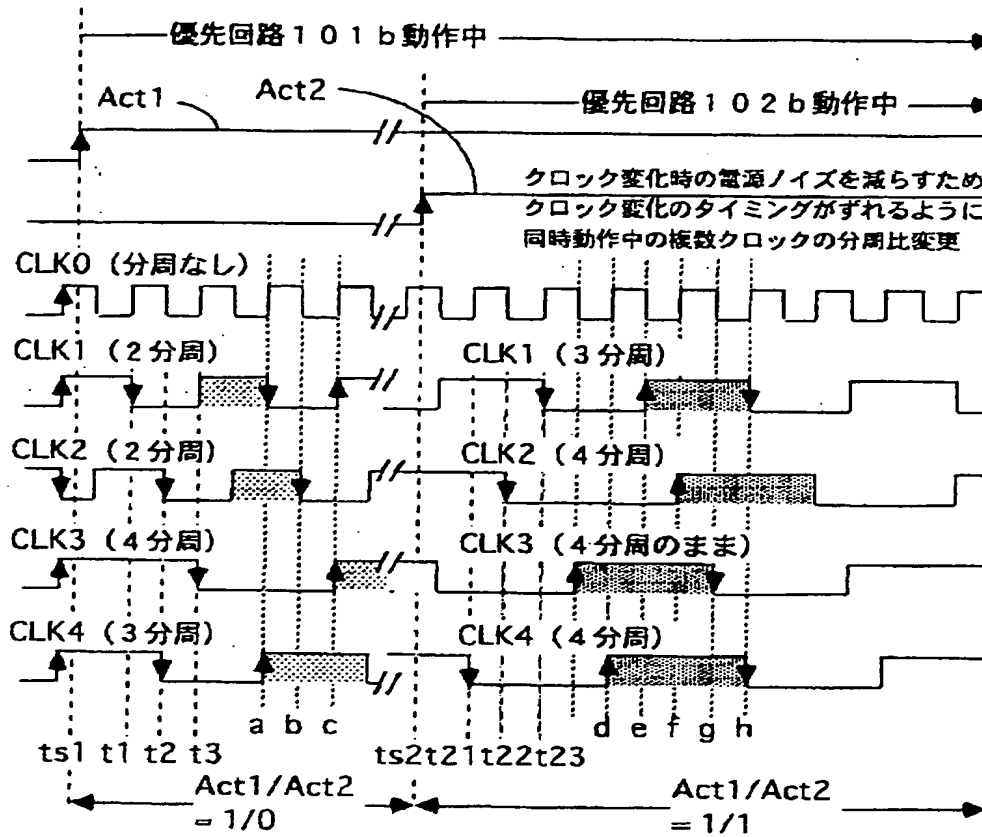 優先回路101b動作中
Act1
Act2
優先回路102b動作中
クロック変化時の電源ノイズを減らすため
クロック変化のタイミングがずれるように
同時動作中の複数クロックの分周比変更
CLK0 (分周なし)
CLK1 (2分周)
CLK1 (3分周)
CLK2 (2分周)
CLK2 (4分周)
CLK3 (4分周)
CLK3 (4分周のまま)
CLK4 (3分周)
CLK4 (4分周)
a b c
d e f g h
ts1 t1 t2 t3
ts2 t21 t22 t23
Act1/Act2
= 1/0
Act1/Act2
= 1/1